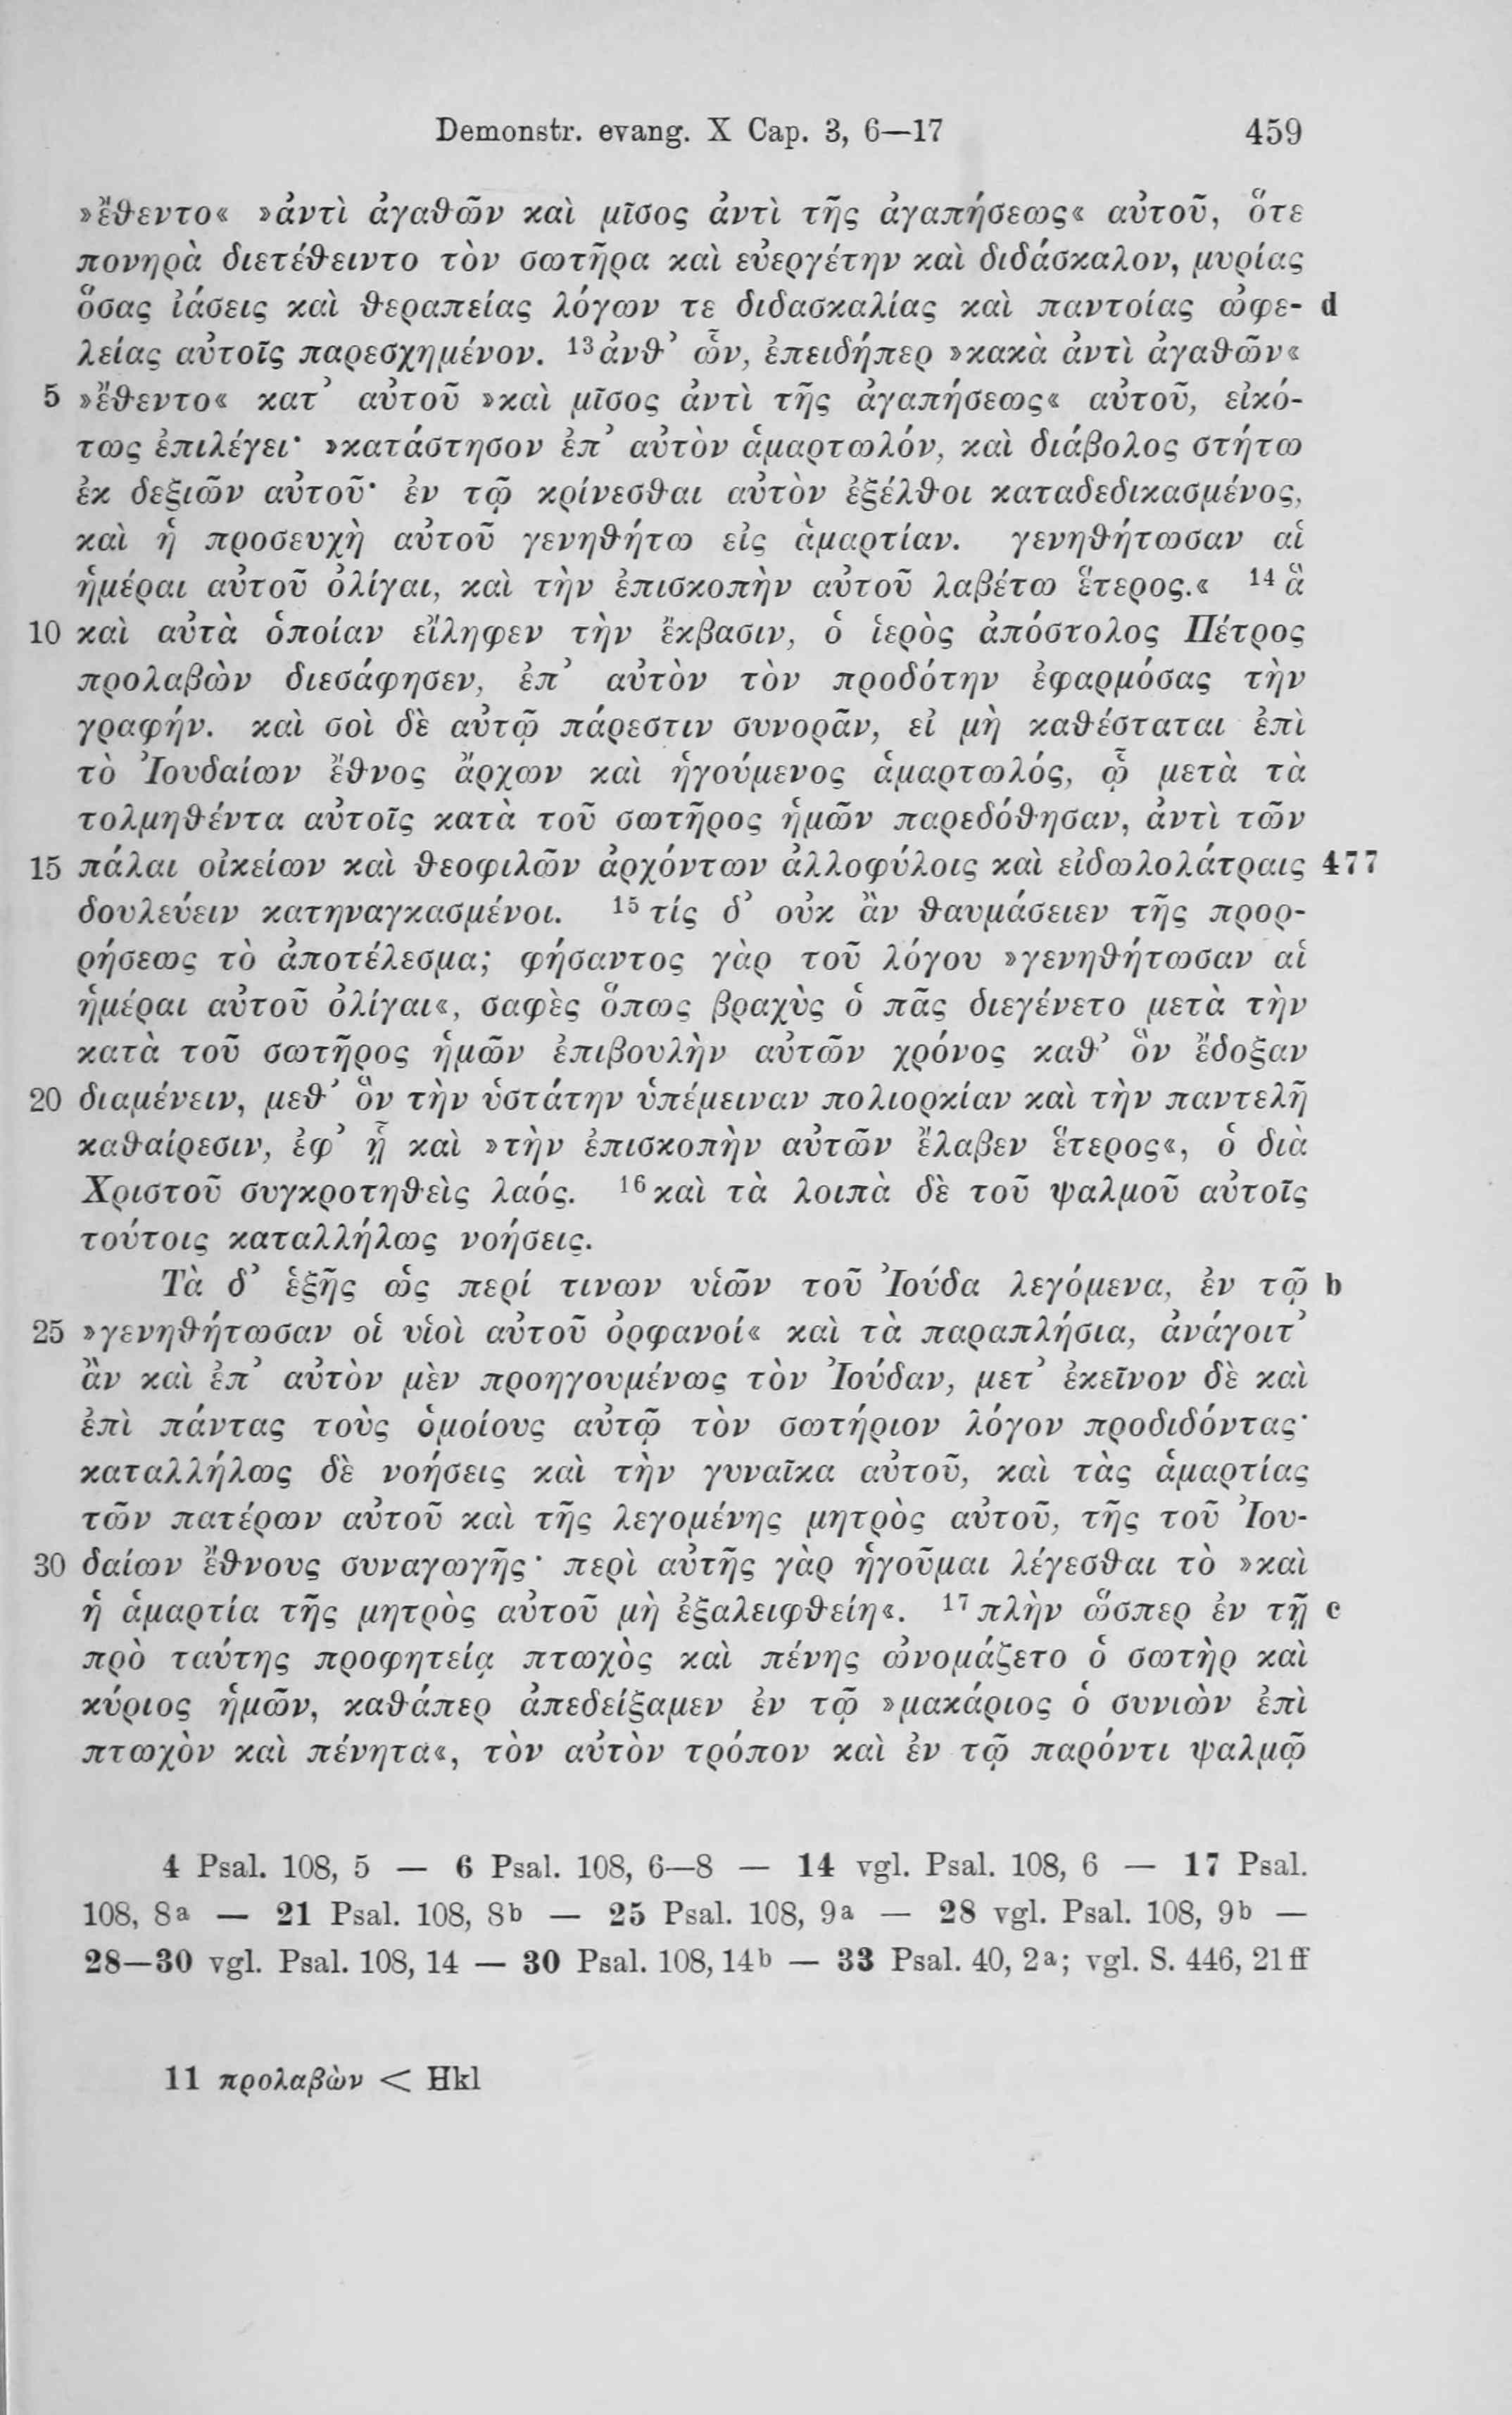 Demonstr. evang. X Cap. 3, 6—17 459
»ἔθεντο« »ἀντὶ ἀγαθῶν καὶ μῖσος ἀντὶ τῆς ἀγαπήσεως« αὐτοῦ, ὅτε
πονηρὰ διετέθειντο τὸν σωτῆρα καὶ εὐεργέτην καὶ διδάσκαλον, μυρίας
ὅσας ἰάσεις καὶ θεραπείας λόγων τε διδασκαλίας καὶ παντοίας ὠφε- d
λείας αὐτοῖς παρεσχημένον. ¹³ἀνθ’ ὧν, ἐπειδήπερ »κακὰ ἀντὶ ἀγαθῶν«
5 »ἔθεντο« κατ’ αὐτοῦ »καὶ μῖσος ἀντὶ τῆς ἀγαπήσεως« αὐτοῦ, εἰκό-
τως ἐπιλέγει· »κατάστησον ἐπ’ αὐτὸν ἁμαρτωλόν, καὶ διάβολος στήτω
ἐκ δεξιῶν αὐτοῦ· ἐν τῷ κρίνεσθαι αὐτὸν ἐξέλθοι καταδεδικασμένος,
καὶ ἡ προσευχὴ αὐτοῦ γενηθήτω εἰς ἁμαρτίαν. γενηθήτωσαν αἱ
ἡμέραι αὐτοῦ ὀλίγαι, καὶ τὴν ἐπισκοπὴν αὐτοῦ λαβέτω ἕτερος.« ¹⁴ἃ
10 καὶ αὐτὰ ὁποίαν εἴληφεν τὴν ἔκβασιν, ὁ ἱερὸς ἀπόστολος Πέτρος
προλαβὼν διεσάφησεν, ἐπ’ αὐτὸν τὸν προδότην ἐφαρμόσας τὴν
γραφήν. καὶ σοὶ δὲ αὐτῷ πάρεστιν συνορᾶν, εἰ μὴ καθέσταται ἐπὶ
τὸ Ἰουδαίων ἔθνος ἄρχων καὶ ἡγούμενος ἁμαρτωλός, ᾧ μετὰ τὰ
τολμηθέντα αὐτοῖς κατὰ τοῦ σωτῆρος ἡμῶν παρεδόθησαν, ἀντὶ τῶν
15 πάλαι οἰκείων καὶ θεοφιλῶν ἀρχόντων ἀλλοφύλοις καὶ εἰδωλολάτραις 477
δουλεύειν κατηναγκασμένοι. ¹⁵τίς δ’ οὐκ ἂν θαυμάσειεν τῆς προρ-
ρήσεως τὸ ἀποτέλεσμα; φήσαντος γὰρ τοῦ λόγου »γενηθήτωσαν αἱ
ἡμέραι αὐτοῦ ὀλίγαι«, σαφὲς ὅπως βραχὺς ὁ πᾶς διεγένετο μετὰ τὴν
κατὰ τοῦ σωτῆρος ἡμῶν ἐπιβουλὴν αὐτῶν χρόνος καθ’ ὃν ἔδοξαν
20 διαμένειν, μεθ’ ὃν τὴν ὑστάτην ὑπέμειναν πολιορκίαν καὶ τὴν παντελῆ
καθαίρεσιν, ἐφ’ ᾗ καὶ »τὴν ἐπισκοπὴν αὐτῶν ἔλαβεν ἕτερος«, ὁ διὰ
Χριστοῦ συγκροτηθεὶς λαός. ¹⁶καὶ τὰ λοιπὰ δὲ τοῦ ψαλμοῦ αὐτοῖς
τούτοις καταλλήλως νοήσεις.
Τὰ δ’ ἑξῆς ὡς περί τινων υἱῶν τοῦ Ἰούδα λεγόμενα, ἐν τῷ b
25 »γενηθήτωσαν οἱ υἱοὶ αὐτοῦ ὀρφανοί« καὶ τὰ παραπλήσια, ἀνάγοιτ’
ἂν καὶ ἐπ’ αὐτὸν μὲν προηγουμένως τὸν Ἰούδαν, μετ’ ἐκεῖνον δὲ καὶ
ἐπὶ πάντας τοὺς ὁμοίους αὐτῷ τὸν σωτήριον λόγον προδιδόντας·
καταλλήλως δὲ νοήσεις καὶ τὴν γυναῖκα αὐτοῦ, καὶ τὰς ἁμαρτίας
τῶν πατέρων αὐτοῦ καὶ τῆς λεγομένης μητρὸς αὐτοῦ, τῆς τοῦ Ἰου-
30 δαίων ἔθνους συναγωγῆς· περὶ αὐτῆς γὰρ ἡγοῦμαι λέγεσθαι τὸ »καὶ
ἡ ἁμαρτία τῆς μητρὸς αὐτοῦ μὴ ἐξαλειφθείη«. ¹⁷πλὴν ὥσπερ ἐν τῇ c
πρὸ ταύτης προφητείᾳ πτωχὸς καὶ πένης ὠνομάζετο ὁ σωτὴρ καὶ
κύριος ἡμῶν, καθάπερ ἀπεδείξαμεν ἐν τῷ »μακάριος ὁ συνιὼν ἐπὶ
πτωχὸν καὶ πένητα«, τὸν αὐτὸν τρόπον καὶ ἐν τῷ παρόντι ψαλμῷ
4 Psal. 108, 5 — 6 Psal. 108, 6—8 — 14 vgl. Psal. 108, 6 — 17 Psal.
108, 8a — 21 Psal. 108, 8b — 25 Psal. 108, 9a — 28 vgl. Psal. 108, 9b —
28—30 vgl. Psal. 108, 14 — 30 Psal. 108, 14b — 33 Psal. 40, 2a; vgl. S. 446, 21 ff
11 προλαβὼν < Hkl